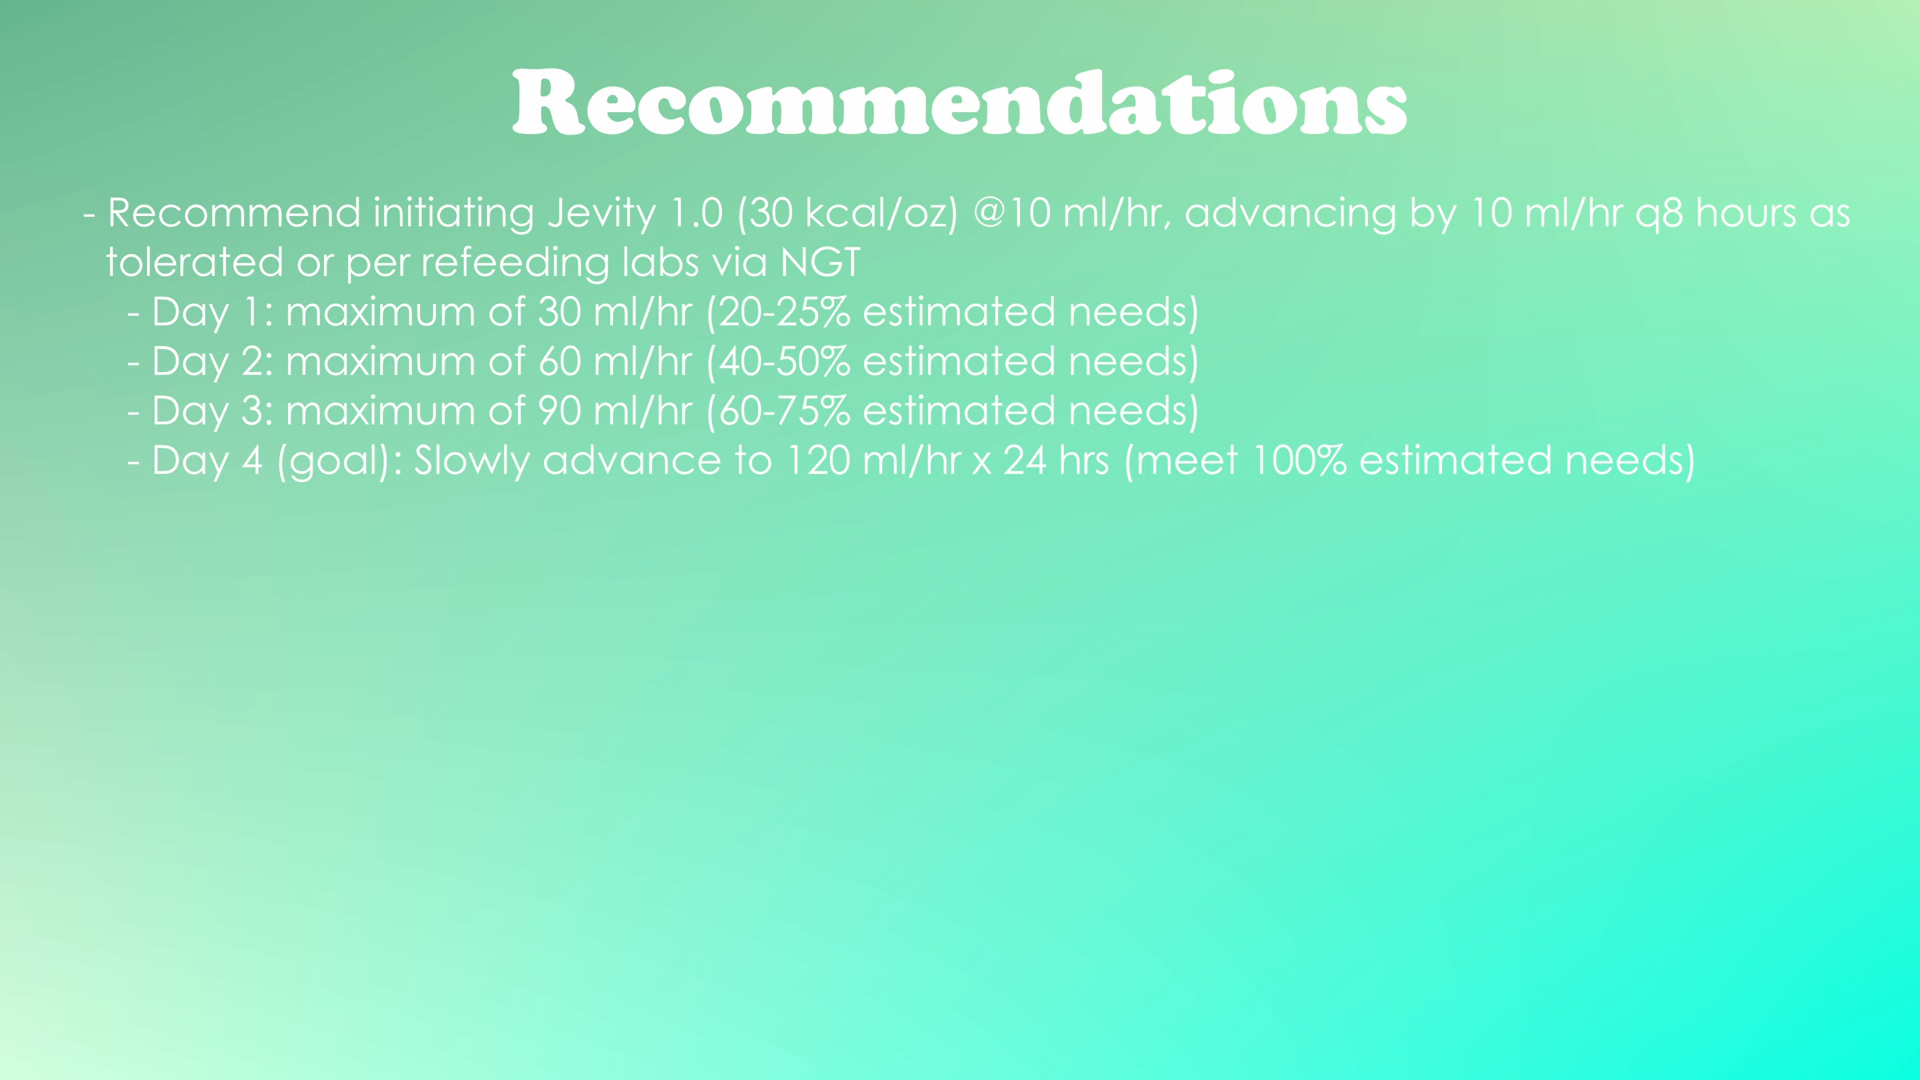 Recommendations
- Recommend initiating Jevity 1.0 (30 kcal/oz) @10 ml/hr, advancing by 10 ml/hr q8 hours as
tolerated or per refeeding labs via NGT
- Day 1: maximum of 30 ml/hr (20-25% estimated needs)
- Day 2: maximum of 60 ml/hr (40-50% estimated needs)
- Day 3: maximum of 90 ml/hr (60-75% estimated needs)
- Day 4 (goal): Slowly advance to 120 ml/hr x 24 hrs (meet 100% estimated needs)